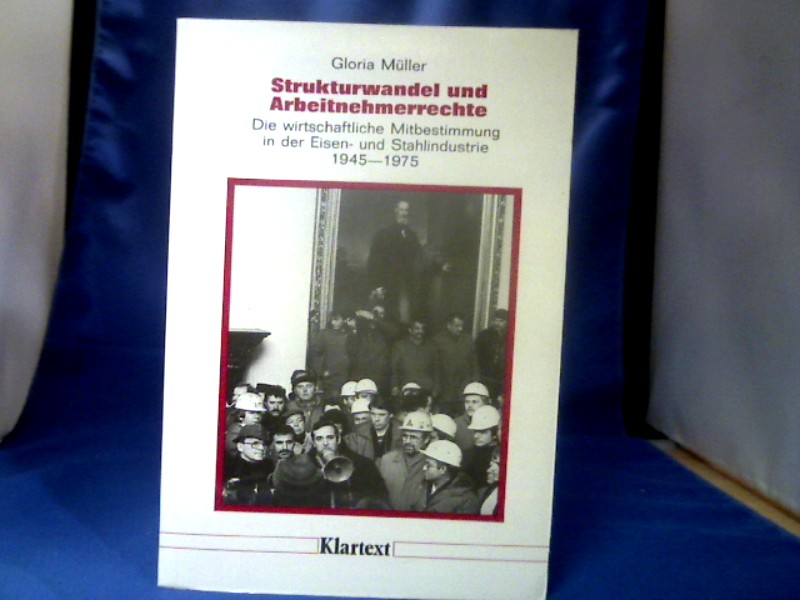 Gloria Müller
Strukturwandel und
Arbeitnehmerrechte
Die wirtschaftliche Mitbestimmung
in der Eisen- und Stahlindustrie
1945—1975
Klartext